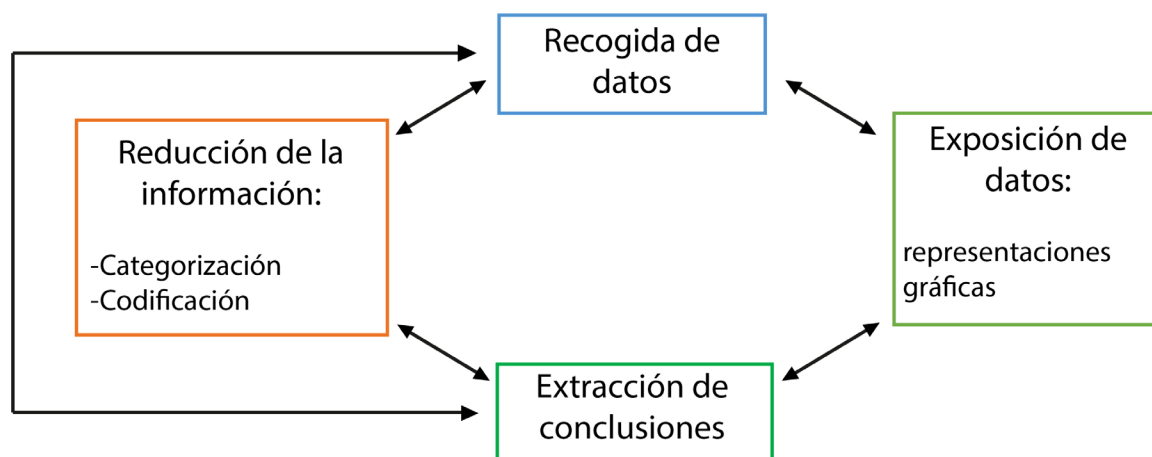 Recogida de
datos
Reducción de la
información:
-Categorización
-Codificación
Exposición de
datos:
representaciones
gráficas
Extracción de
conclusiones